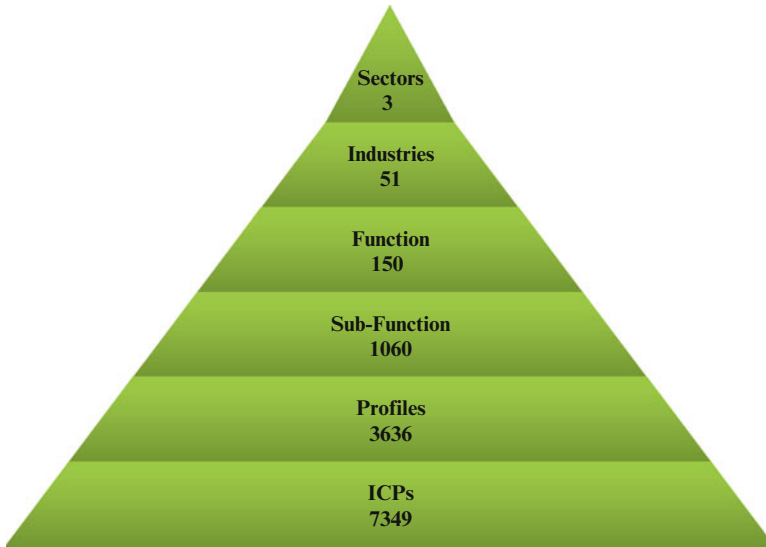 Sectors
3
Industries
51
Function
150
Sub-Function
1060
Profiles
3636
ICPs
7349